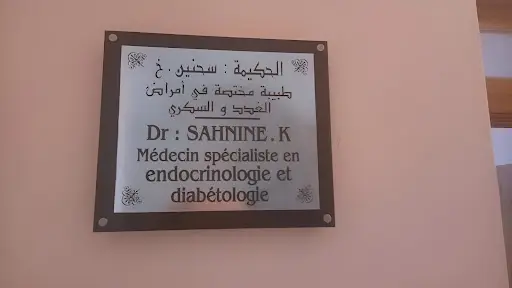 الحكيمة : سحنين . خ
طبيبة مختصة في أمراض
الغدد و السكري
Dr : SAHNINE . K
Médecin spécialiste en
endocrinologie et
diabétologie